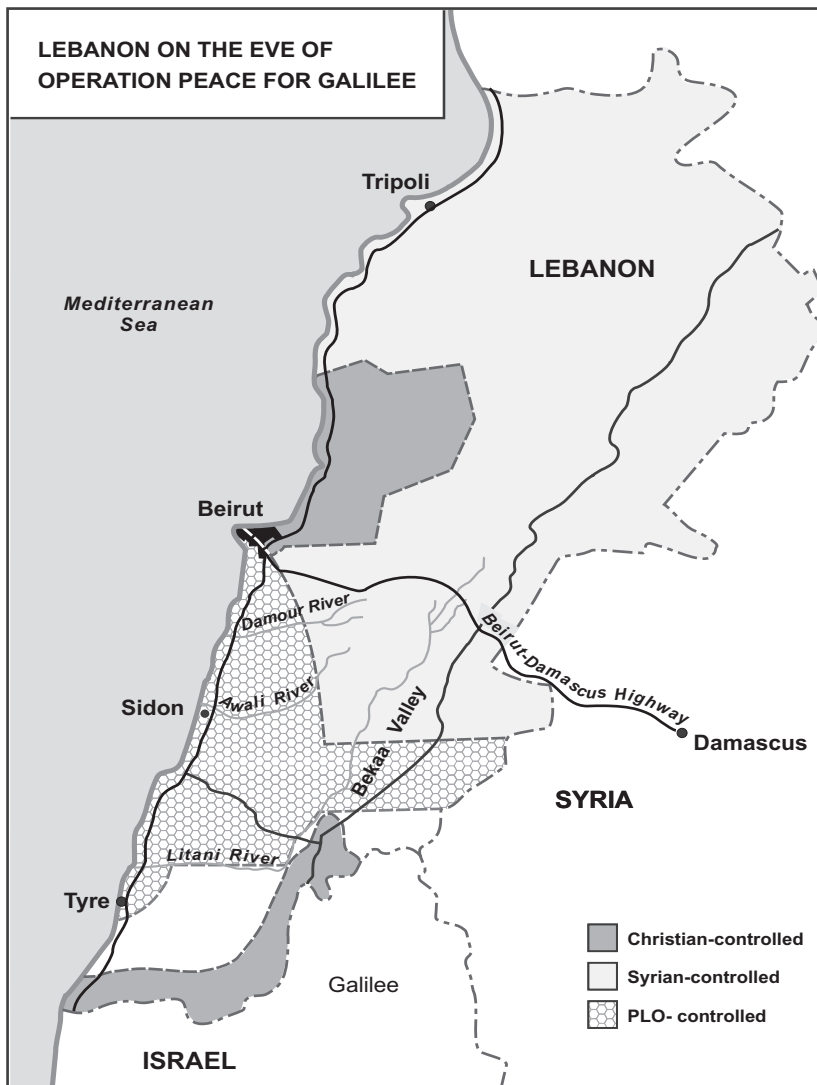 LEBANON ON THE EVE OF
OPERATION PEACE FOR GALILEE
Tripoli
LEBANON
Mediterranean
Sea
Beirut
Damour River
Beirut-Damascus Highway
Awali River
Sidon
Bekaa Valley
Damascus
SYRIA
Litani River
Tyre
Christian-controlled
Syrian-controlled
PLO- controlled
Galilee
ISRAEL